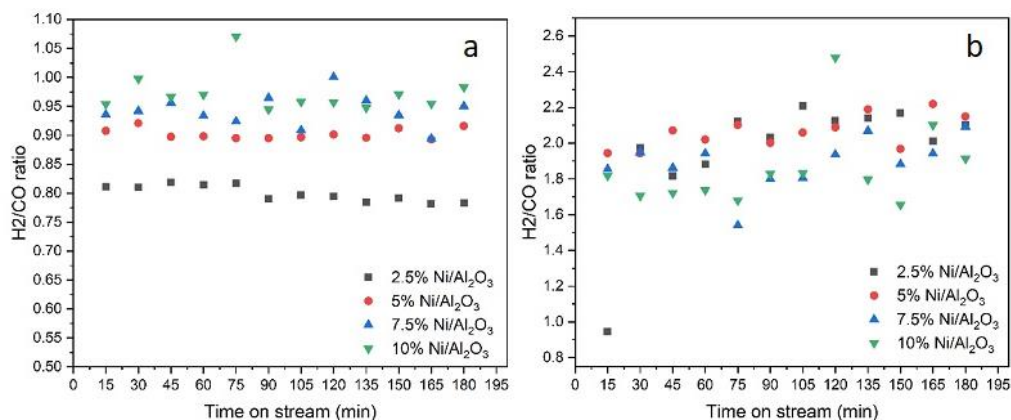 a
H2/CO ratio
1.10
1.05
1.00
0.95
0.90
0.85
0.80
0.75
0.70
0.65
0.60
0.55
0.50
2.5% Ni/Al₂O₃
5% Ni/Al₂O₃
7.5% Ni/Al₂O₃
10% Ni/Al₂O₃
0 15 30 45 60 75 90 105 120 135 150 165 180 195
Time on stream (min)
b
H2/CO ratio
2.6
2.4
2.2
2.0
1.8
1.6
1.4
1.2
1.0
0.8
2.5% Ni/Al₂O₃
5% Ni/Al₂O₃
7.5% Ni/Al₂O₃
10% Ni/Al₂O₃
0 15 30 45 60 75 90 105 120 135 150 165 180 195
Time on stream (min)